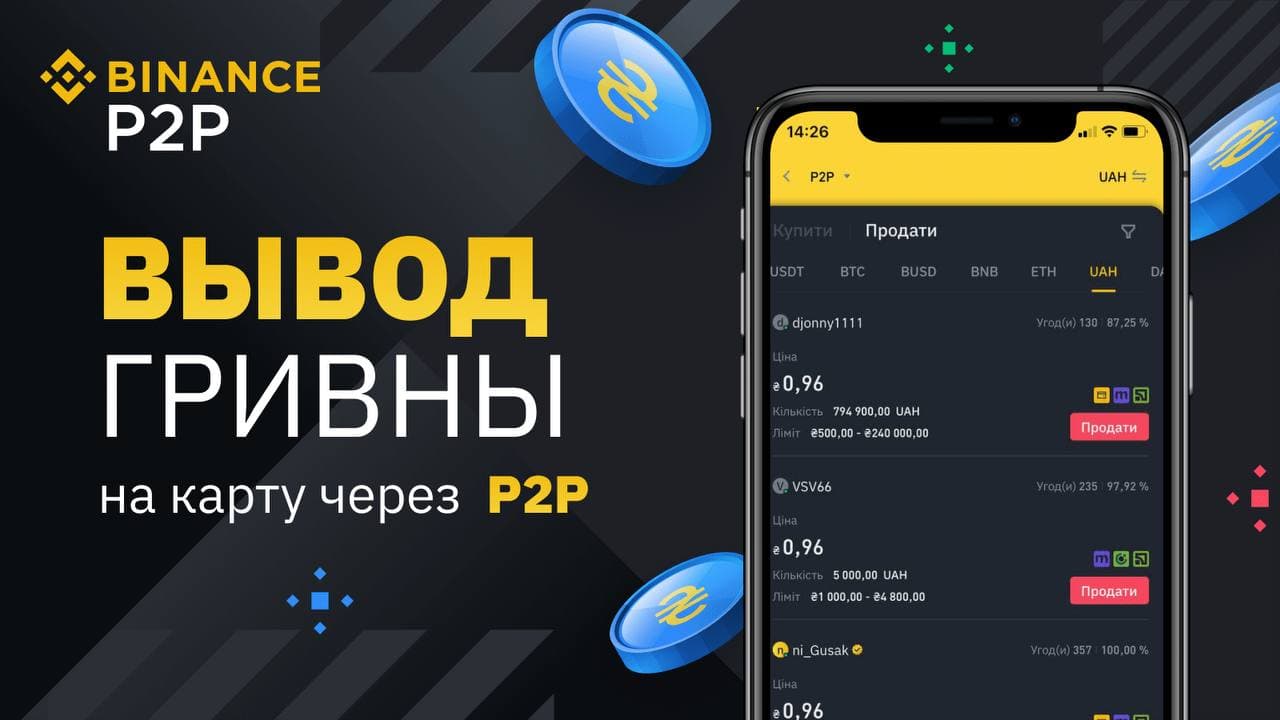 BINANCE
P2P
ВЫВОД
ГРИВНЫ
на карту через P2P
14:26
P2P
UAH
Купити
Продати
USDT BTC BUSD BNB ETH UAH
djonny1111
Угод(и) 130 | 87,25 %
Ціна
₴0,96
Кількість 794 900,00 UAH
Ліміт ₴500,00 - ₴240 000,00
Продати
VSV66
Угод(и) 235 | 97,92 %
Ціна
₴0,96
Кількість 5 000,00 UAH
Ліміт ₴1 000,00 - ₴4 800,00
Продати
ni_Gusak
Угод(и) 357 | 100,00 %
Ціна
₴0,96